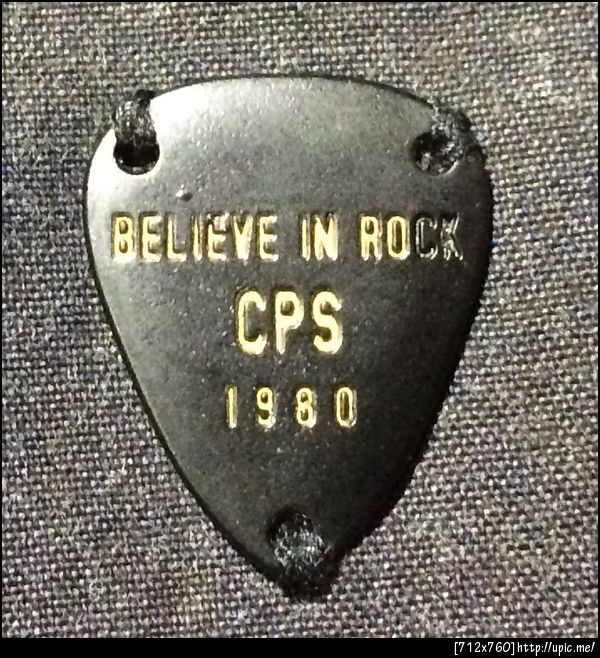 BELIEVE IN ROCK
CPS
1980
[712x760]http://upic.me/